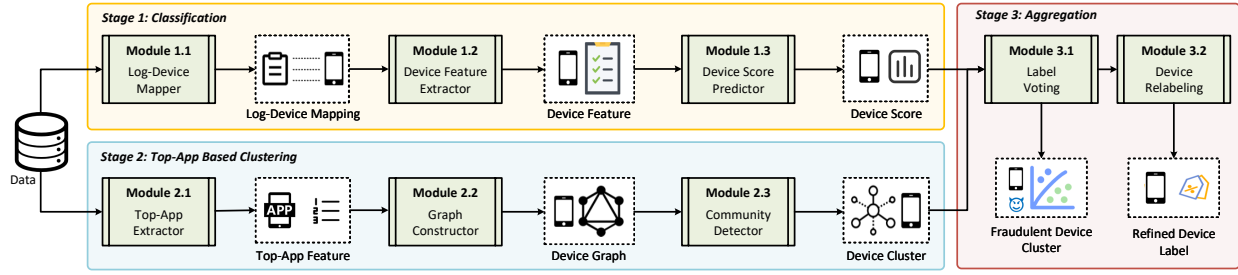 Stage 1: Classification
Module 1.1
Log-Device
Mapper
Log-Device Mapping
Module 1.2
Device Feature
Extractor
Device Feature
Module 1.3
Device Score
Predictor
Device Score
Data
Stage 2: Top-App Based Clustering
Module 2.1
Top-App
Extractor
APP
1
2
3
Top-App Feature
Module 2.2
Graph
Constructor
Device Graph
Module 2.3
Community
Detector
Device Cluster
Stage 3: Aggregation
Module 3.1
Label
Voting
Module 3.2
Device
Relabeling
Fraudulent Device
Cluster
Refined Device
Label